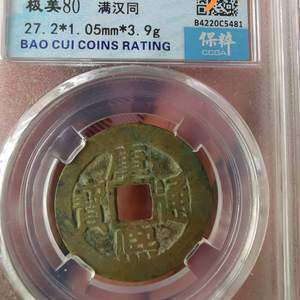 极美80 满汉同
27.2*1.05mm*3.9g
BAO CUI COINS RATING
B4220C5481
保粹
CCGA
康熙通寳